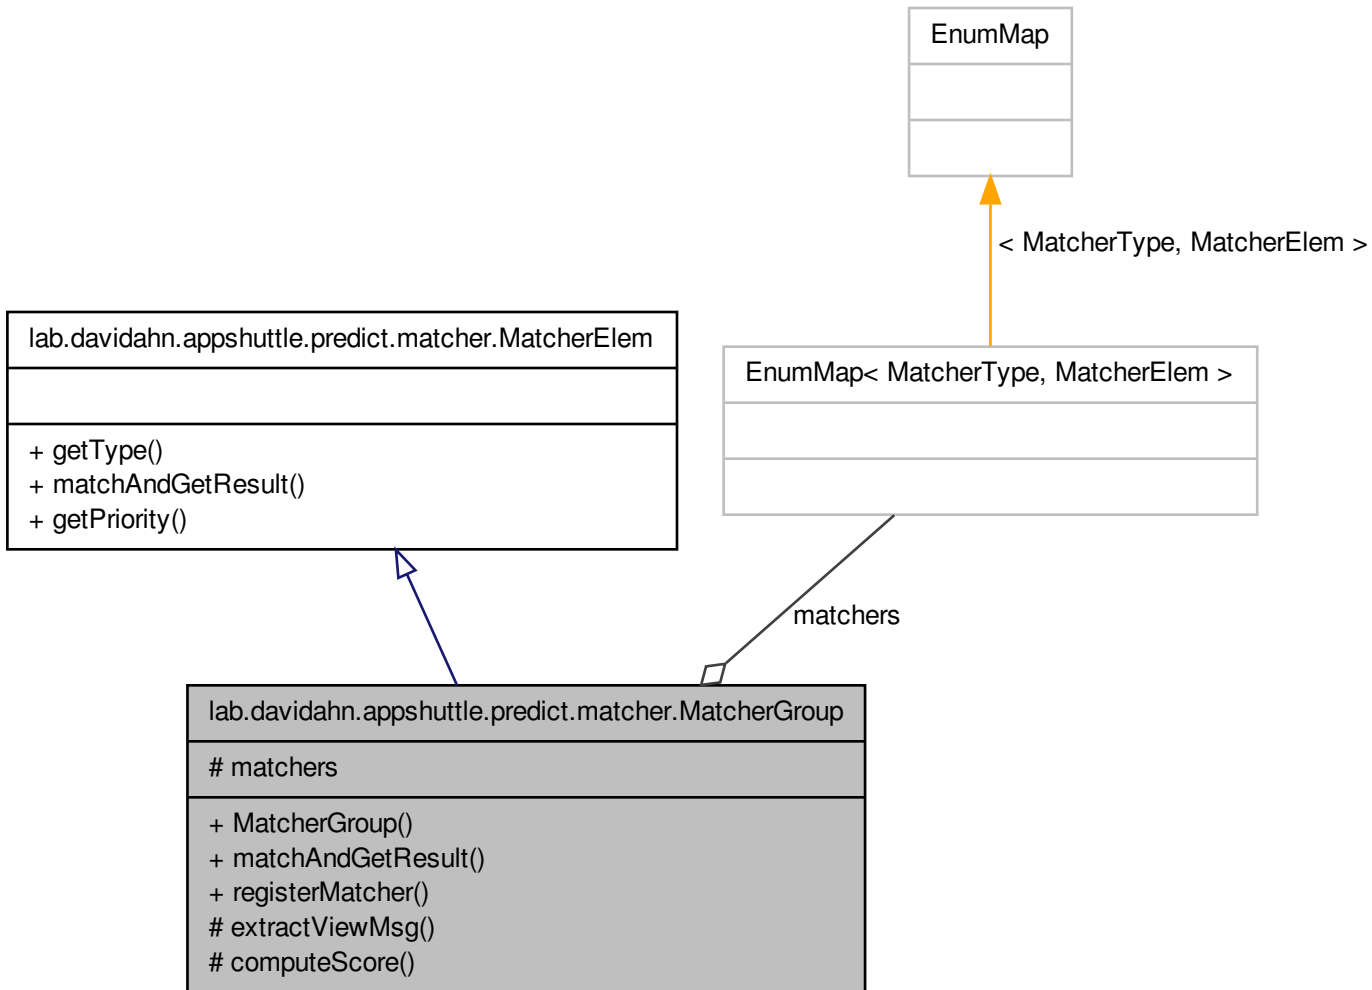 EnumMap
< MatcherType, MatcherElem >
lab.davidahn.appshuttle.predict.matcher.MatcherElem
+ getType()
+ matchAndGetResult()
+ getPriority()
EnumMap< MatcherType, MatcherElem >
matchers
lab.davidahn.appshuttle.predict.matcher.MatcherGroup
# matchers
+ MatcherGroup()
+ matchAndGetResult()
+ registerMatcher()
# extractViewMsg()
# computeScore()